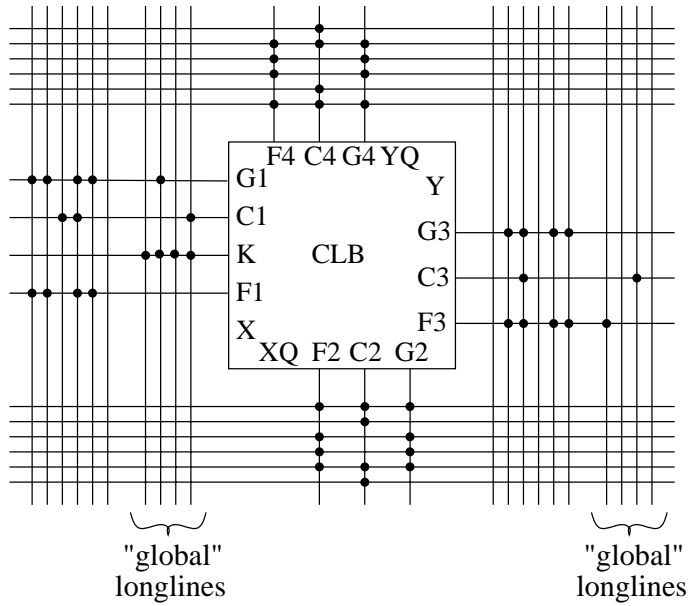 F4 C4 G4 YQ
G1
Y
C1
G3
K
CLB
C3
F1
F3
X
XQ F2 C2 G2
"global"
longlines
"global"
longlines